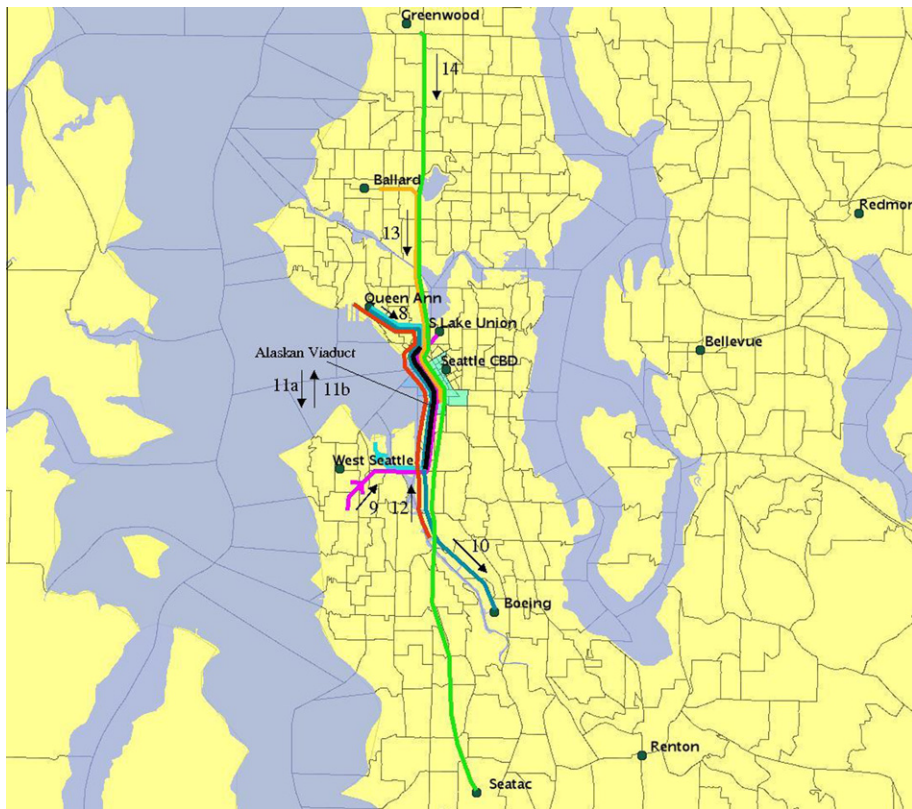 Greenwood
14
Ballard
Redmon
13
Queen Ann
8
S Lake Union
Bellevue
Alaskan Viaduct
Seattle CBD
11a
11b
West Seattle
9
12
10
Boeing
Renton
Seatac